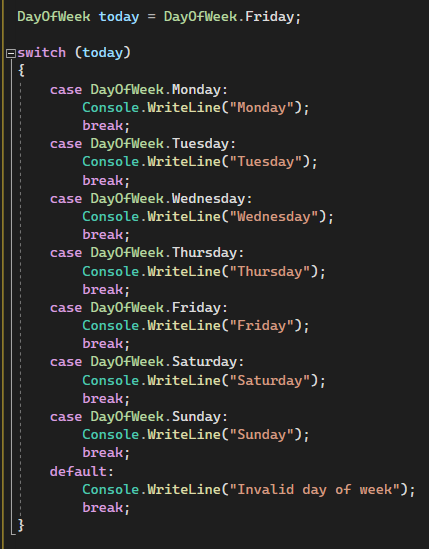 DayOfWeek today = DayOfWeek.Friday;

switch (today)
{
    case DayOfWeek.Monday:
        Console.WriteLine("Monday");
        break;
    case DayOfWeek.Tuesday:
        Console.WriteLine("Tuesday");
        break;
    case DayOfWeek.Wednesday:
        Console.WriteLine("Wednesday");
        break;
    case DayOfWeek.Thursday:
        Console.WriteLine("Thursday");
        break;
    case DayOfWeek.Friday:
        Console.WriteLine("Friday");
        break;
    case DayOfWeek.Saturday:
        Console.WriteLine("Saturday");
        break;
    case DayOfWeek.Sunday:
        Console.WriteLine("Sunday");
        break;
    default:
        Console.WriteLine("Invalid day of week");
        break;
}